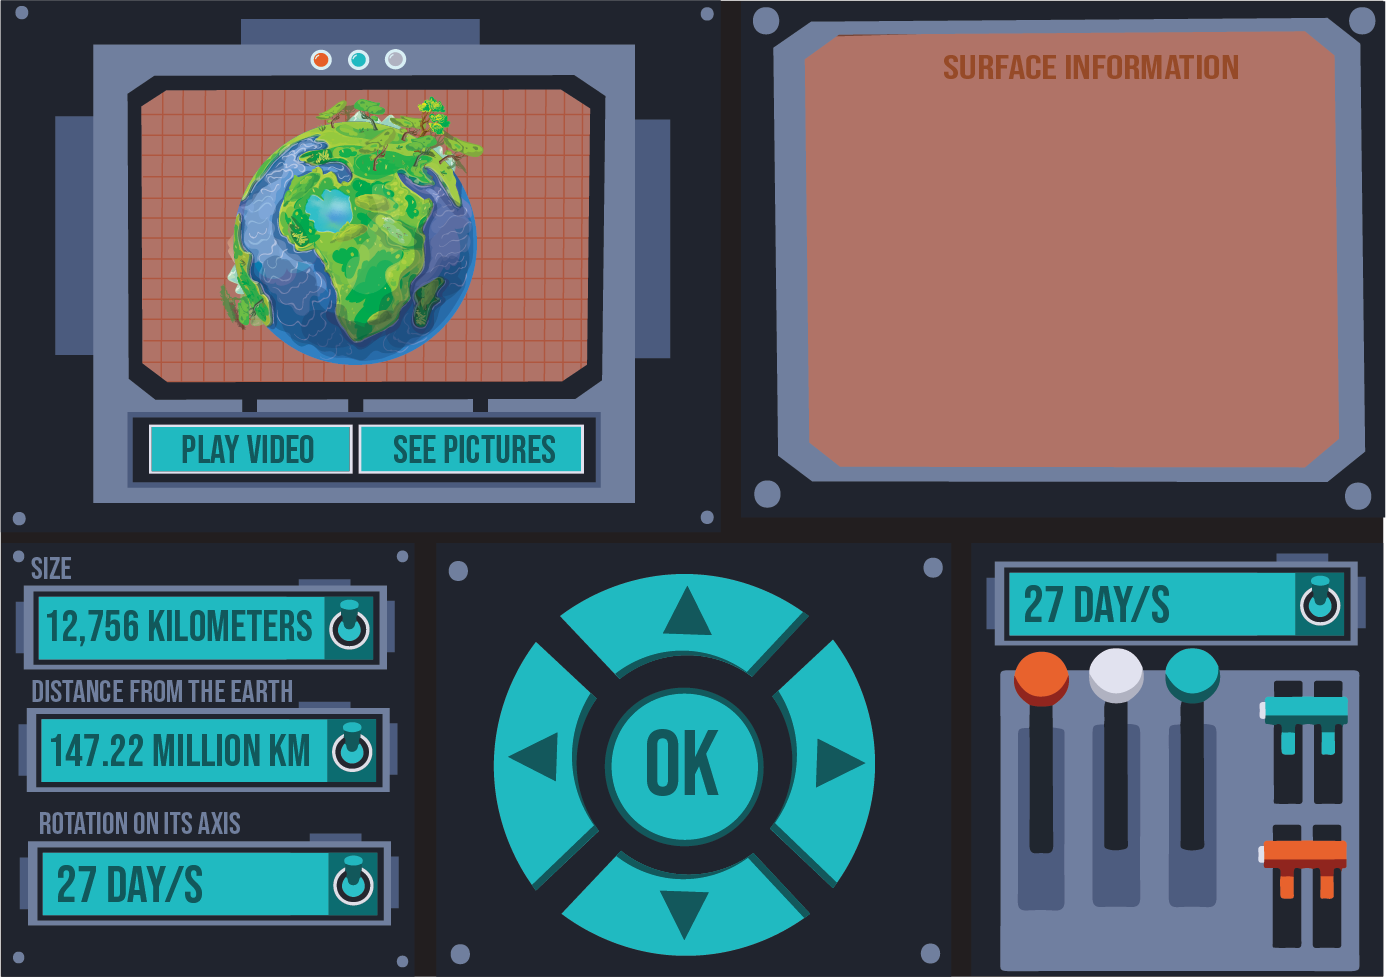 SURFACE INFORMATION
PLAY VIDEO
SEE PICTURES
SIZE
12,756 KILOMETERS
DISTANCE FROM THE EARTH
147.22 MILLION KM
ROTATION ON ITS AXIS
27 DAY/S
OK
27 DAY/S